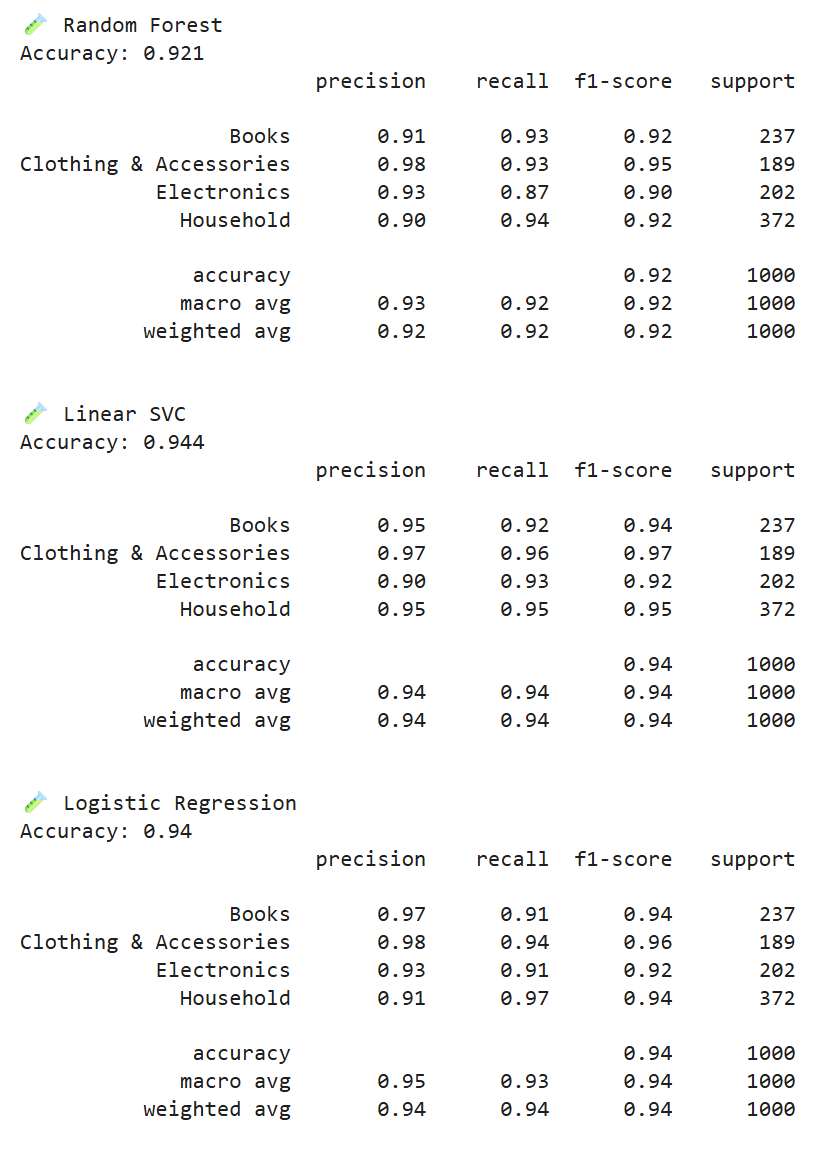 🧪 Random Forest
Accuracy: 0.921
precision recall f1-score support
Books 0.91 0.93 0.92 237
Clothing & Accessories 0.98 0.93 0.95 189
Electronics 0.93 0.87 0.90 202
Household 0.90 0.94 0.92 372
accuracy 0.92 1000
macro avg 0.93 0.92 0.92 1000
weighted avg 0.92 0.92 0.92 1000
🧪 Linear SVC
Accuracy: 0.944
precision recall f1-score support
Books 0.95 0.92 0.94 237
Clothing & Accessories 0.97 0.96 0.97 189
Electronics 0.90 0.93 0.92 202
Household 0.95 0.95 0.95 372
accuracy 0.94 1000
macro avg 0.94 0.94 0.94 1000
weighted avg 0.94 0.94 0.94 1000
🧪 Logistic Regression
Accuracy: 0.94
precision recall f1-score support
Books 0.97 0.91 0.94 237
Clothing & Accessories 0.98 0.94 0.96 189
Electronics 0.93 0.91 0.92 202
Household 0.91 0.97 0.94 372
accuracy 0.94 1000
macro avg 0.95 0.93 0.94 1000
weighted avg 0.94 0.94 0.94 1000